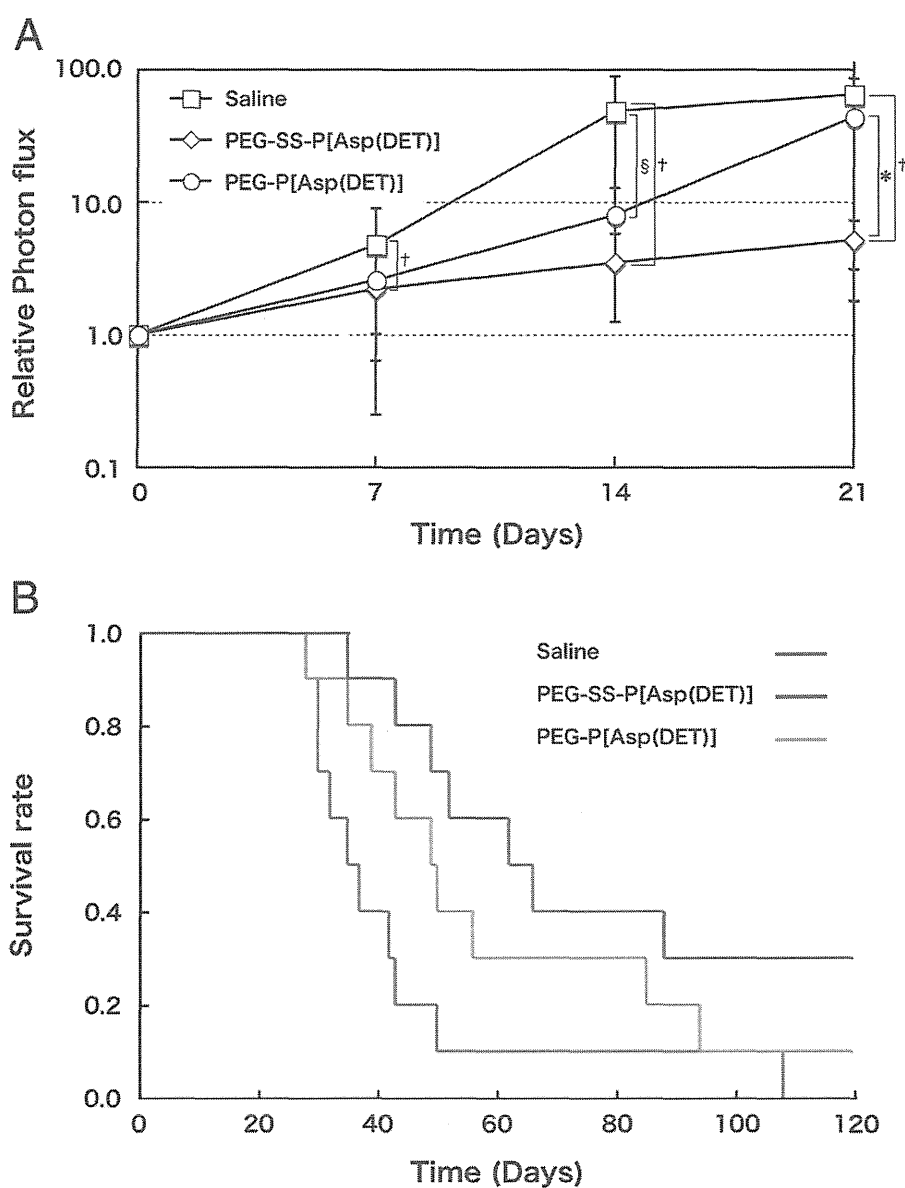 A
100.0
10.0
1.0
0.1
Relative Photon flux
Saline
PEG-SS-P[Asp(DET)]
PEG-P[Asp(DET)]
†
§ †
* †
0 7 14 21
Time (Days)
B
1.0
0.8
0.6
0.4
0.2
0.0
Survival rate
Saline
PEG-SS-P[Asp(DET)]
PEG-P[Asp(DET)]
0 20 40 60 80 100 120
Time (Days)